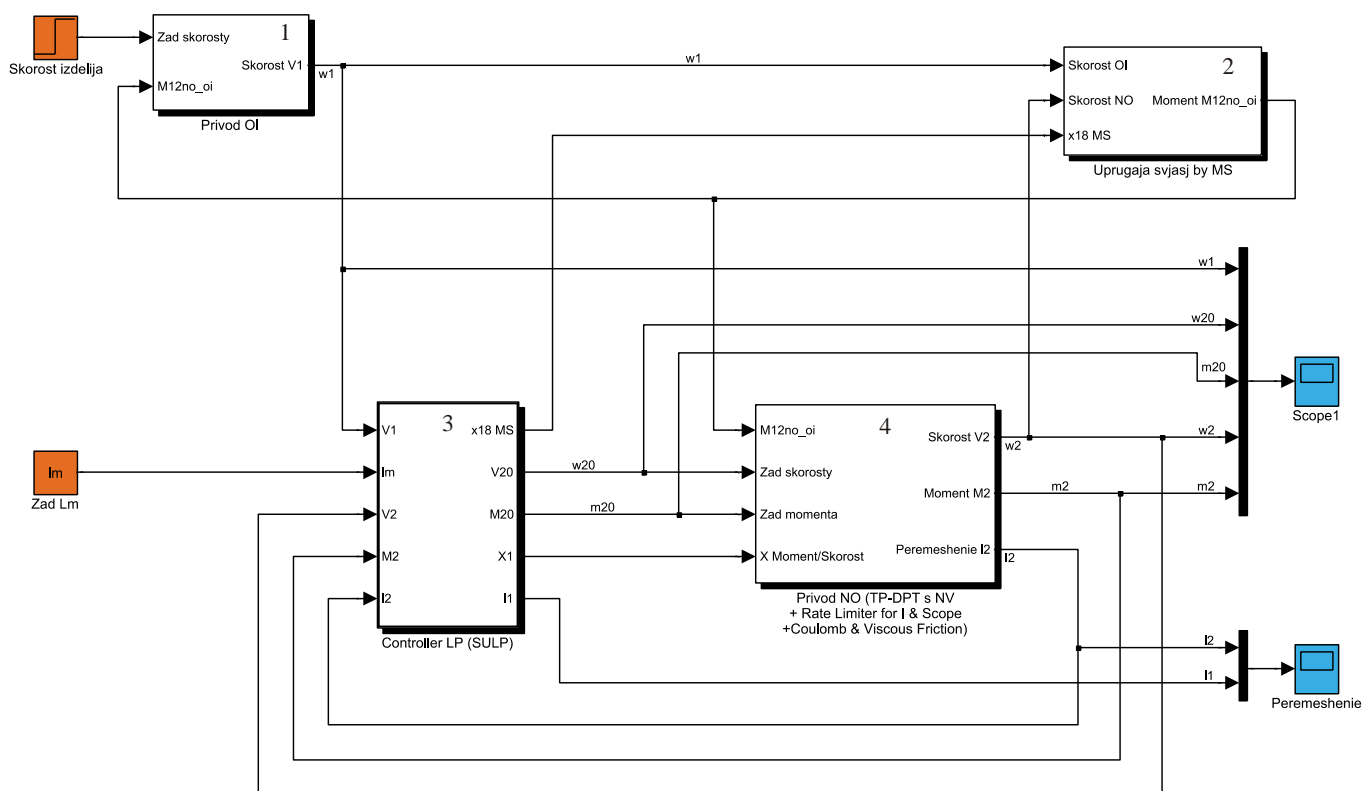 Skorost izdelija
1
Zad skorosty
Skorost V1
M12no_oi
Privod OI
w1
w1
2
Skorost OI
Skorost NO
Moment M12no_oi
x18 MS
Uprugaja svjasj by MS
w1
w20
m20
w2
m2
Scope1
lm
Zad Lm
3
V1
x18 MS
lm
V20
V2
M20
M2
X1
l2
l1
Controller LP (SULP)
w20
m20
4
M12no_oi
Skorost V2
Zad skorosty
Moment M2
Zad momenta
Peremeshenie l2
X Moment/Skorost
Privod NO (TP-DPT s NV
+ Rate Limiter for I & Scope
+Coulomb & Viscous Friction)
w2
m2
l2
l2
l1
Peremeshenie